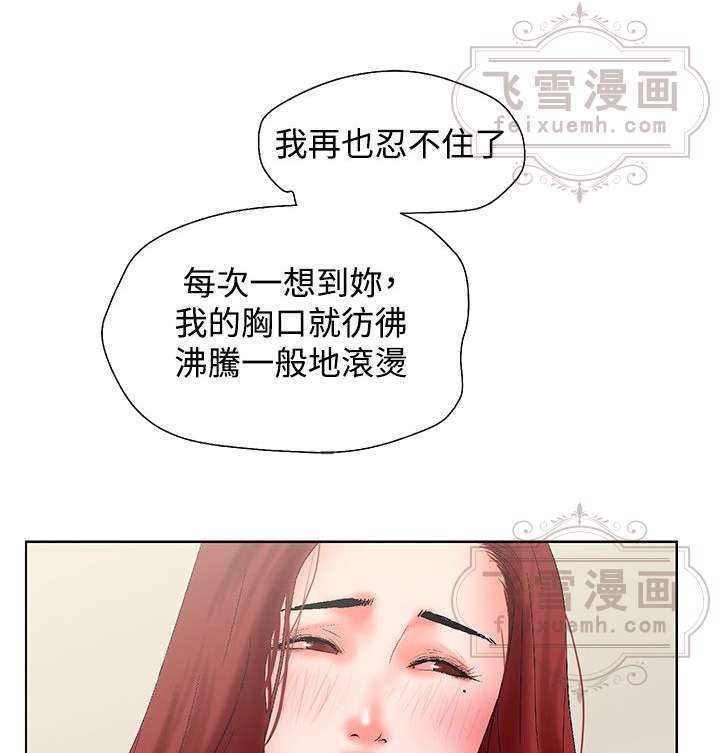 飞雪漫画
feixuemh.com
我再也忍不住了
每次一想到妳，
我的胸口就彷彿
沸騰一般地滾燙
飞雪漫画
feixuemh.com